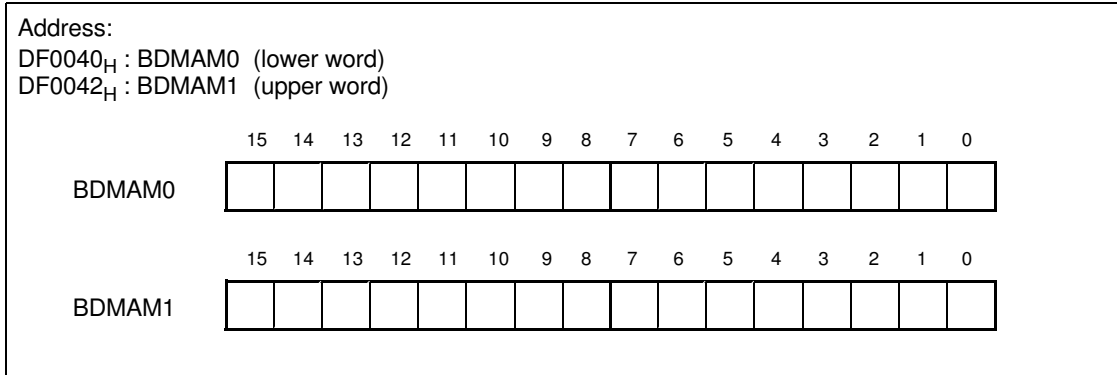 Address:
DF0040H : BDMAM0 (lower word)
DF0042H : BDMAM1 (upper word)
15 14 13 12 11 10 9 8 7 6 5 4 3 2 1 0
BDMAM0
15 14 13 12 11 10 9 8 7 6 5 4 3 2 1 0
BDMAM1